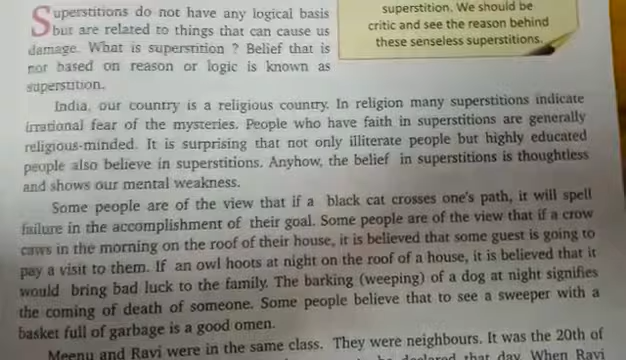 Superstitions do not have any logical basis
but are related to things that can cause us
damage. What is superstition ? Belief that is
nor based on reason or logic is known as
superstition.
superstition. We should be
critic and see the reason behind
these senseless superstitions.
India, our country is a religious country. In religion many superstitions indicate
irrational fear of the mysteries. People who have faith in superstitions are generally
religious-minded. It is surprising that not only illiterate people but highly educated
people also believe in superstitions. Anyhow, the belief in superstitions is thoughtless
and shows our mental weakness.
Some people are of the view that if a black cat crosses one's path, it will spell
failure in the accomplishment of their goal. Some people are of the view that if a crow
caws in the morning on the roof of their house, it is believed that some guest is going to
pay a visit to them. If an owl hoots at night on the roof of a house, it is believed that it
would bring bad luck to the family. The barking (weeping) of a dog at night signifies
the coming of death of someone. Some people believe that to see a sweeper with a
basket full of garbage is a good omen.
Meenu and Ravi were in the same class. They were neighbours. It was the 20th of
declared that day. When Ravi